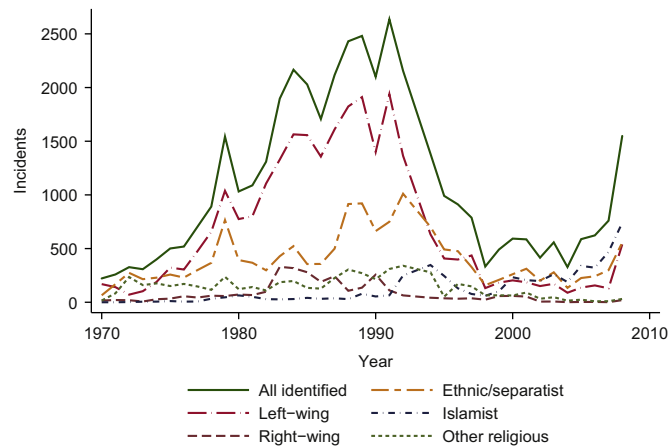 2500
2000
1500
1000
500
0
Incidents
1970
1980
1990
2000
2010
Year
All identified
Ethnic/separatist
Left−wing
Islamist
Right−wing
Other religious